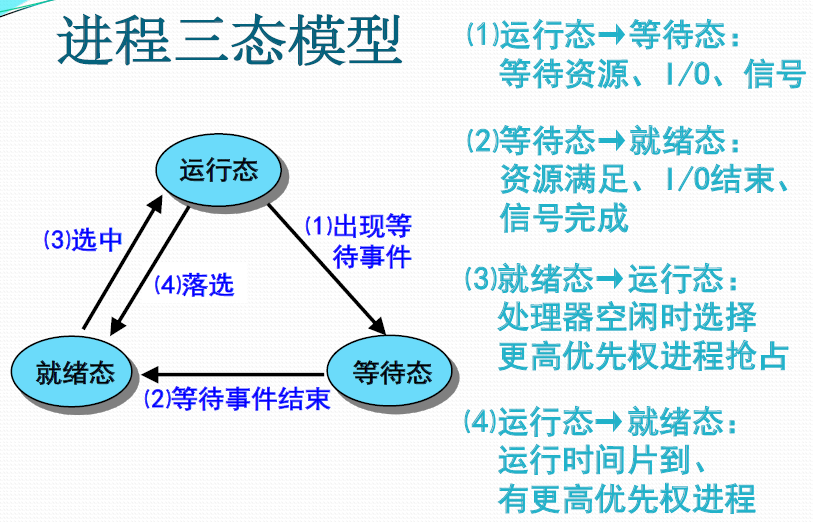 进程三态模型
运行态
(3)选中
(1)出现等
待事件
(4)落选
就绪态
等待态
(2)等待事件结束
(1)运行态→等待态：
等待资源、I/O、信号
(2)等待态→就绪态：
资源满足、I/O结束、
信号完成
(3)就绪态→运行态：
处理器空闲时选择
更高优先权进程抢占
(4)运行态→就绪态：
运行时间片到、
有更高优先权进程